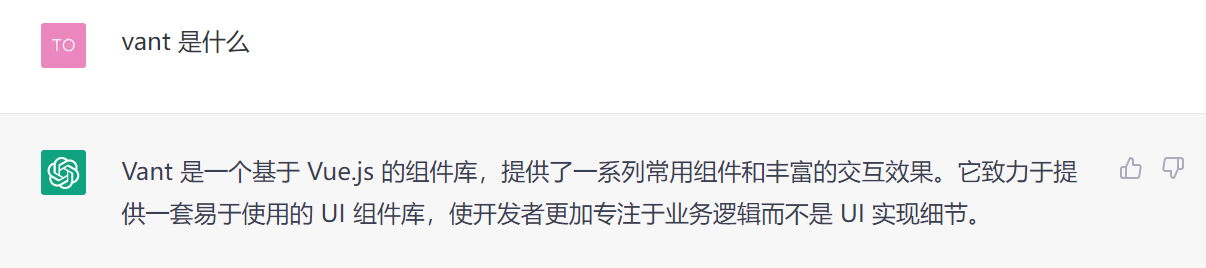 TO
vant 是什么
Vant 是一个基于 Vue.js 的组件库，提供了一系列常用组件和丰富的交互效果。它致力于提
供一套易于使用的 UI 组件库，使开发者更加专注于业务逻辑而不是 UI 实现细节。